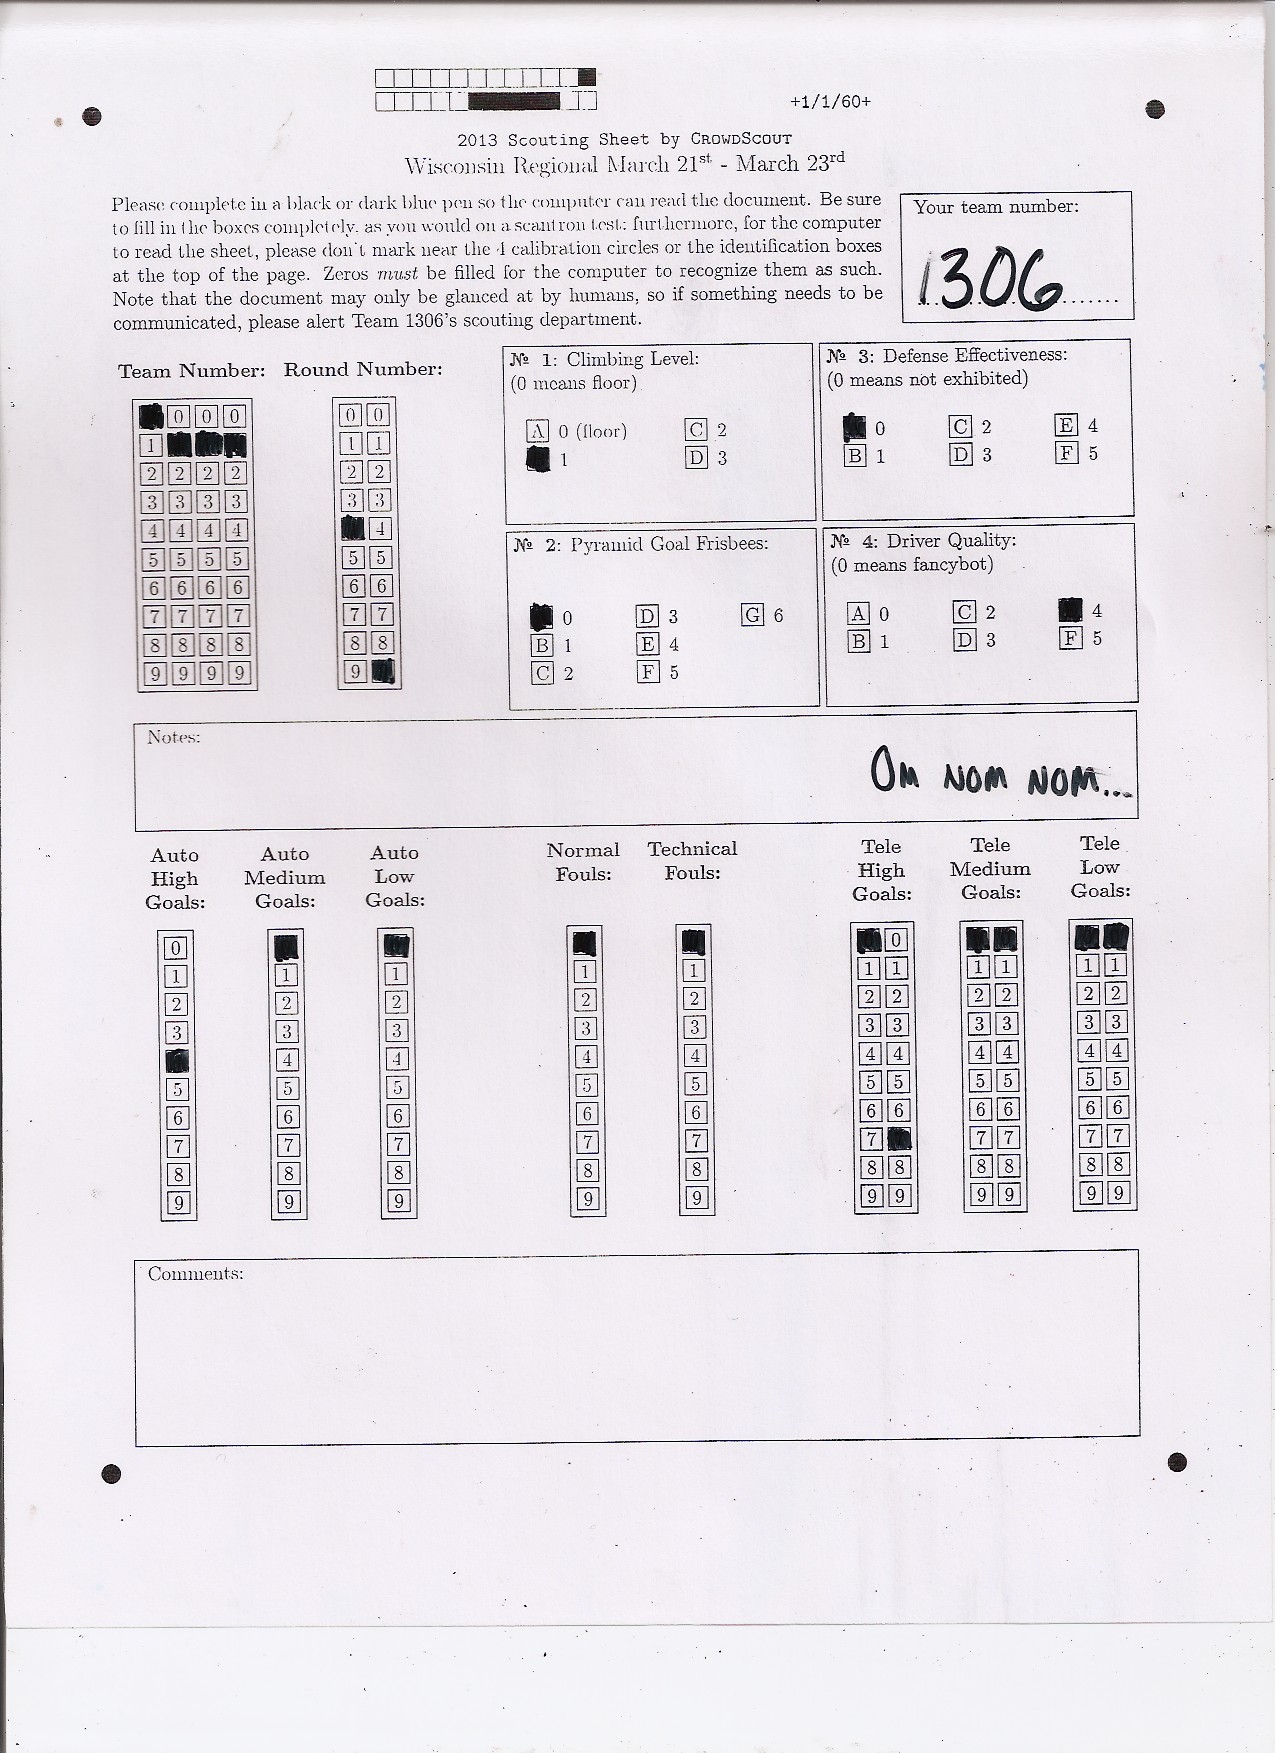 +1/1/60+
2013 Scouting Sheet by CROWDSCOUT
Wisconsin Regional March 21st - March 23rd
Please complete in a black or dark blue pen so the computer can read the document. Be sure
to fill in the boxes completely, as you would on a scantron test; furthermore, for the computer
to read the sheet, please don't mark near the 4 calibration circles or the identification boxes
at the top of the page. Zeros must be filled for the computer to recognize them as such.
Note that the document may only be glanced at by humans, so if something needs to be
communicated, please alert Team 1306's scouting department.
Your team number:
1306
Team Number: Round Number:
0 0 0 0 0
1 1 1
2 2 2 2 2 2
3 3 3 3 3 3
4 4 4 4 4
5 5 5 5 5 5
6 6 6 6 6 6
7 7 7 7 7 7
8 8 8 8 8 8
9 9 9 9 9
№ 1: Climbing Level:
(0 means floor)
A 0 (floor) C 2
1 D 3
№ 3: Defense Effectiveness:
(0 means not exhibited)
0 C 2 E 4
B 1 D 3 F 5
№ 2: Pyramid Goal Frisbees:
0 D 3 G 6
B 1 E 4
C 2 F 5
№ 4: Driver Quality:
(0 means fancybot)
A 0 C 2 4
B 1 D 3 F 5
Notes:
OM NOM NOM...
Auto High Goals:
Auto Medium Goals:
Auto Low Goals:
Normal Fouls:
Technical Fouls:
Tele High Goals:
Tele Medium Goals:
Tele Low Goals:
0 0
1 1 1 1 1 1 1 1 1 1 1
2 2 2 2 2 2 2 2 2 2 2
3 3 3 3 3 3 3 3 3 3 3
4 4 4 4 4 4 4 4 4 4
5 5 5 5 5 5 5 5 5 5 5
6 6 6 6 6 6 6 6 6 6 6
7 7 7 7 7 7 7 7 7 7
8 8 8 8 8 8 8 8 8 8 8
9 9 9 9 9 9 9 9 9 9 9
Comments: